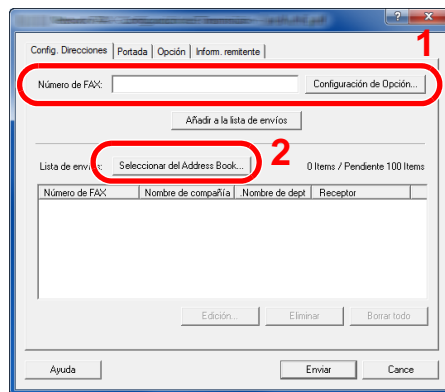 1
Config. Direcciones Portada Opción Inform. remitente
Número de FAX: Configuración de Opción...
Añadir a la lista de envíos
2
Lista de envíos: Seleccionar del Address Book... 0 Items / Pendiente 100 Items
Número de FAX Nombre de compañía .Nombre de dept Receptor
Edición... Eliminar Borrar todo
Ayuda Enviar Cance